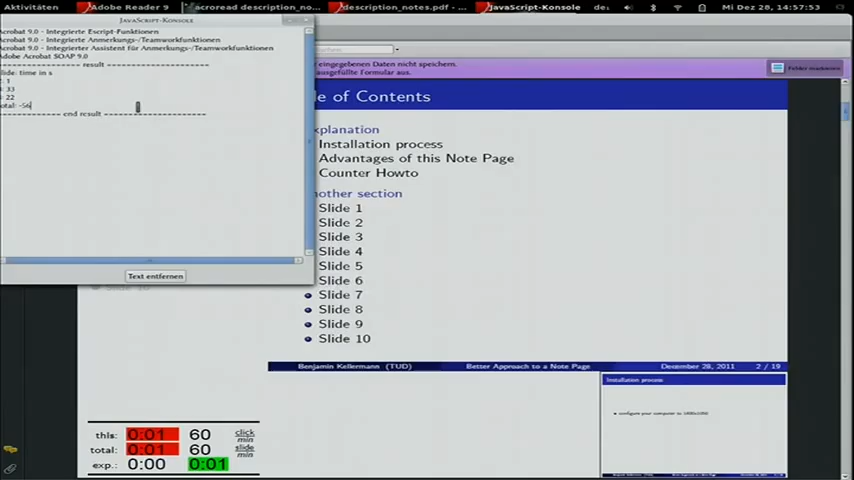 Aktivitäten
Adobe Reader 9
acroread description_no...
description_notes.pdf -
JavaScript-Konsole
Mi Dez 28, 14:57:53
JavaScript-Konsole
Acrobat 9.0 - Integrierte Escript-Funktionen
Acrobat 9.0 - Integrierte Anmerkungs-/Teamworkfunktionen
Acrobat 9.0 - Integrierter Assistent für Anmerkungs-/Teamworkfunktionen
Adobe Acrobat SOAP 9.0
------------------- result -------------------
slide: time in s
: 1
: 33
: 22
total: -56
---------------- end result -------------------
Text entfernen
eingegebenen Daten nicht speichern.
ausgefüllte Formular aus.
le of Contents
xplanation
Installation process
Advantages of this Note Page
Counter Howto
nother section
Slide 1
Slide 2
Slide 3
Slide 4
Slide 5
Slide 6
Slide 7
Slide 8
Slide 9
Slide 10
Slide 10
Benjamin Kellermann (TUD)
Better Approach to a Note Page
December 28, 2011
2 / 19
this: 0:01 60 click/min
total: 0:01 60 slide/min
exp.: 0:00 0:01
Installation process